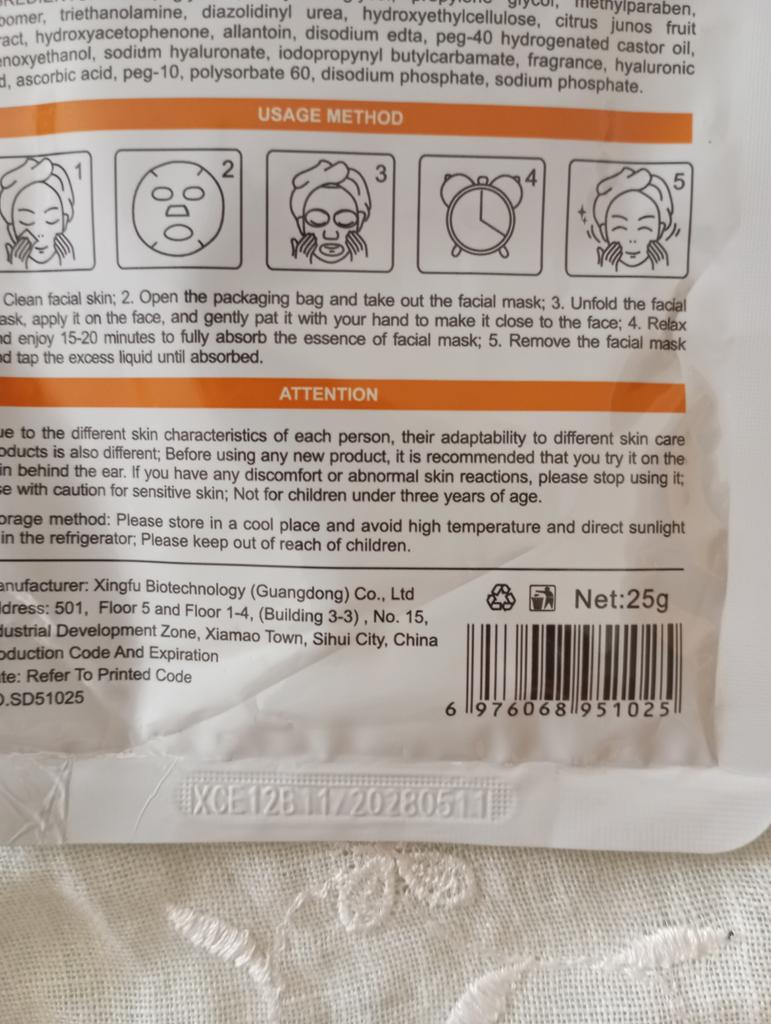 glycol, methylparaben,
triethanolamine, diazolidinyl urea, hydroxyethylcellulose, citrus junos fruit
hydroxyacetophenone, allantoin, disodium edta, peg-40 hydrogenated castor oil,
sodium hyaluronate, iodopropynyl butylcarbamate, fragrance, hyaluronic
ascorbic acid, peg-10, polysorbate 60, disodium phosphate, sodium phosphate.
USAGE METHOD
1 2 3 4 5
Clean facial skin; 2. Open the packaging bag and take out the facial mask; 3. Unfold the facial
ask, apply it on the face, and gently pat it with your hand to make it close to the face; 4. Relax
nd enjoy 15-20 minutes to fully absorb the essence of facial mask; 5. Remove the facial mask
nd tap the excess liquid until absorbed.
ATTENTION
ue to the different skin characteristics of each person, their adaptability to different skin care
oducts is also different; Before using any new product, it is recommended that you try it on the
in behind the ear. If you have any discomfort or abnormal skin reactions, please stop using it;
se with caution for sensitive skin; Not for children under three years of age.
orage method: Please store in a cool place and avoid high temperature and direct sunlight
in the refrigerator; Please keep out of reach of children.
anufacturer: Xingfu Biotechnology (Guangdong) Co., Ltd
ddress: 501, Floor 5 and Floor 1-4, (Building 3-3) , No. 15,
dustrial Development Zone, Xiamao Town, Sihui City, China
oduction Code And Expiration
te: Refer To Printed Code
O.SD51025
Net:25g
6 976068 951025
XCE12B11/20280511